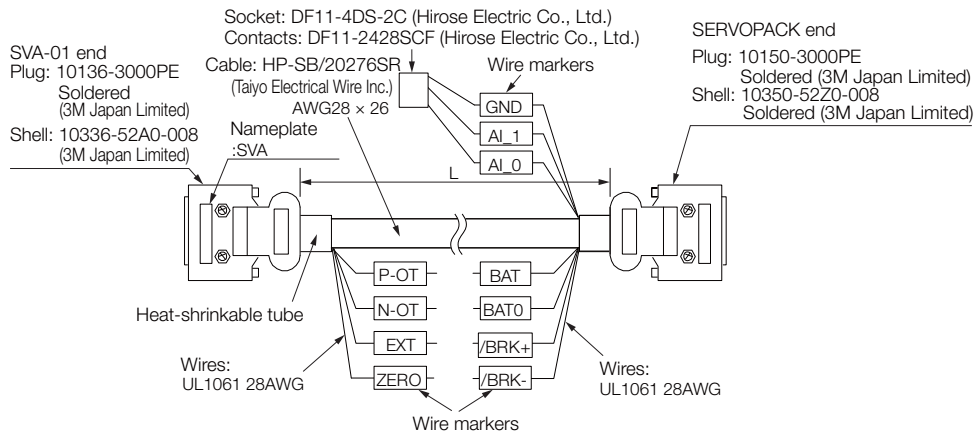 Socket: DF11-4DS-2C (Hirose Electric Co., Ltd.)
Contacts: DF11-2428SCF (Hirose Electric Co., Ltd.)
SVA-01 end
Plug: 10136-3000PE
Soldered
(3M Japan Limited)
Shell: 10336-52A0-008
(3M Japan Limited)
Cable: HP-SB/20276SR
(Taiyo Electrical Wire Inc.)
AWG28 × 26
Nameplate
:SVA
Wire markers
GND
AI_1
AI_0
SERVOPACK end
Plug: 10150-3000PE
Soldered (3M Japan Limited)
Shell: 10350-52Z0-008
Soldered (3M Japan Limited)
L
Heat-shrinkable tube
P-OT
N-OT
EXT
ZERO
BAT
BAT0
/BRK+
/BRK-
Wires:
UL1061 28AWG
Wires:
UL1061 28AWG
Wire markers